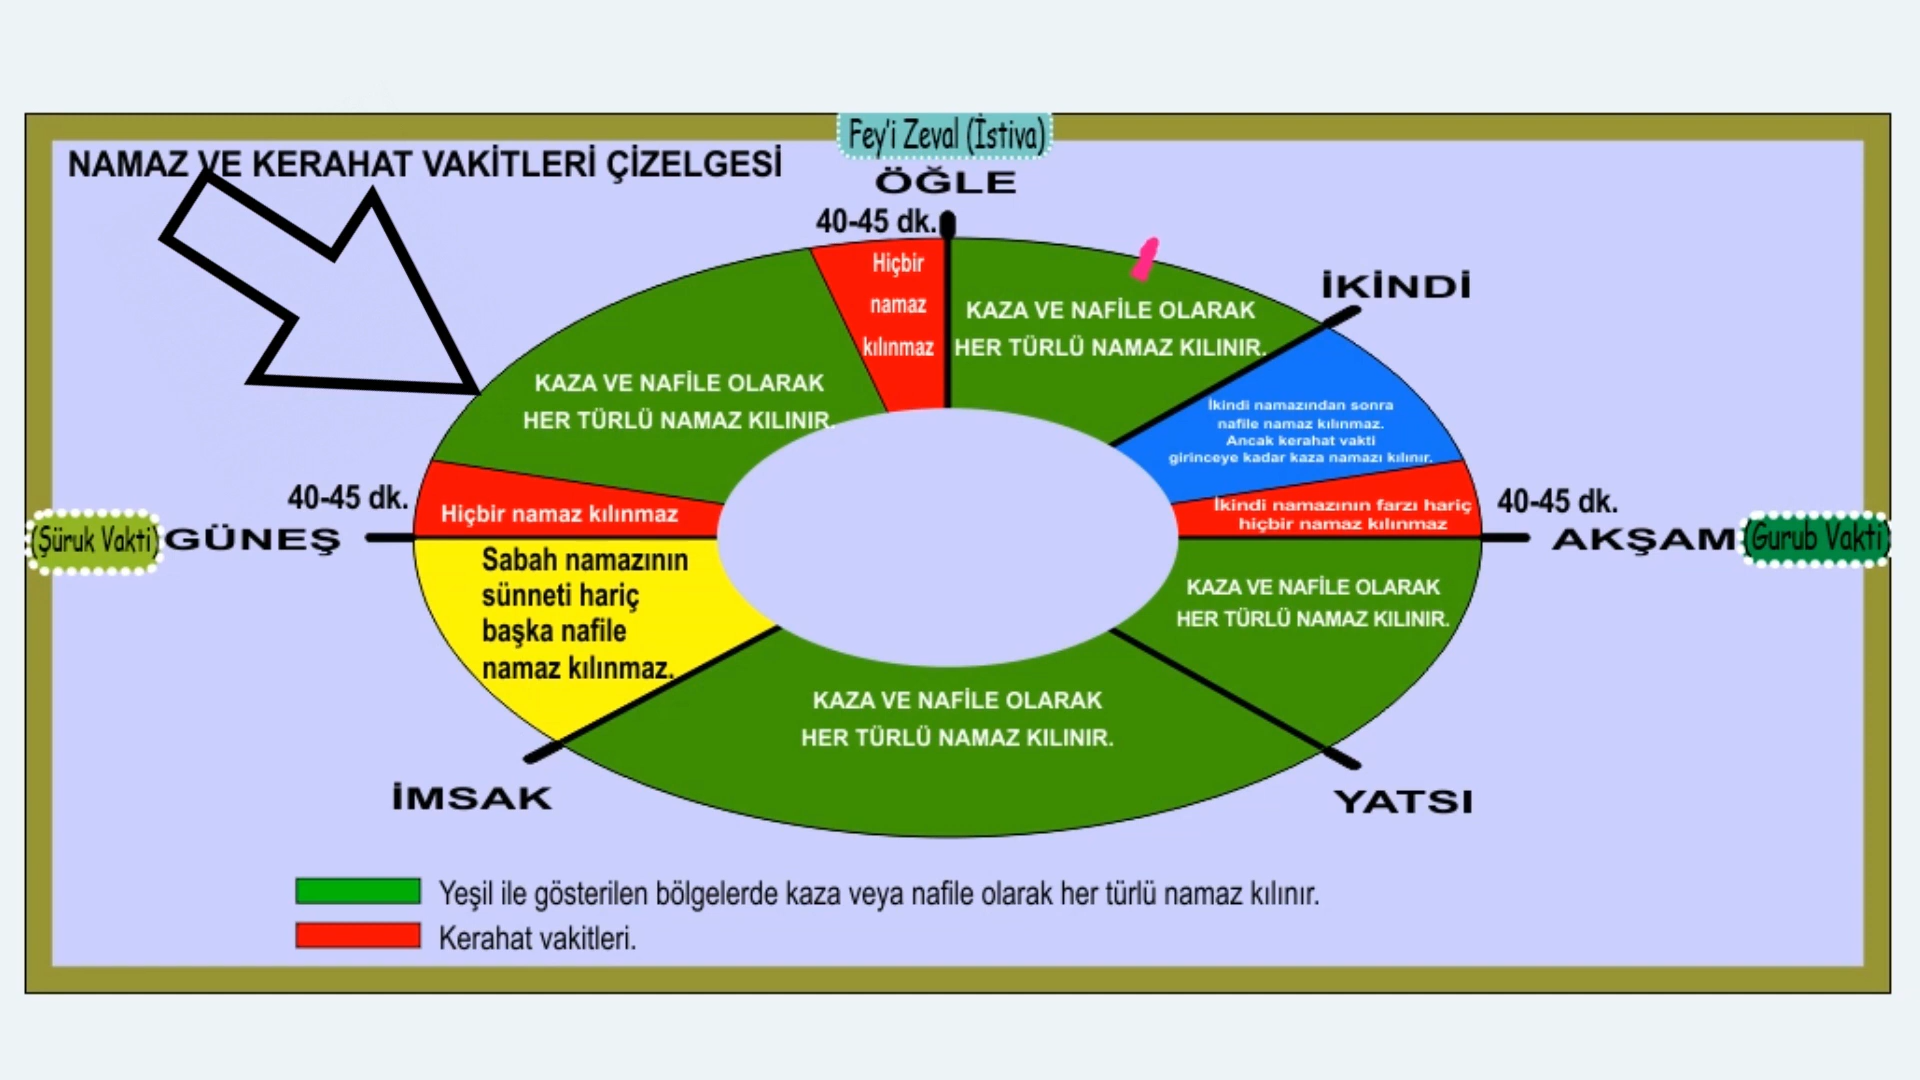 Fey'i Zeval (İstiva)
NAMAZ VE KERAHAT VAKİTLERİ ÇİZELGESİ
ÖĞLE
40-45 dk.
Hiçbir
namaz
kılınmaz
KAZA VE NAFİLE OLARAK
HER TÜRLÜ NAMAZ KILINIR.
İKİNDİ
KAZA VE NAFİLE OLARAK
HER TÜRLÜ NAMAZ KILINIR.
İkindi namazından sonra
nafile namaz kılınmaz.
Ancak kerahat vakti
girinceye kadar kaza namazı kılınır.
40-45 dk.
Hiçbir namaz kılınmaz
İkindi namazının farzı hariç
hiçbir namaz kılınmaz
40-45 dk.
(Şüruk Vakti) GÜNEŞ
AKŞAM (Gurub Vakti)
Sabah namazının
sünneti hariç
başka nafile
namaz kılınmaz.
KAZA VE NAFİLE OLARAK
HER TÜRLÜ NAMAZ KILINIR.
KAZA VE NAFİLE OLARAK
HER TÜRLÜ NAMAZ KILINIR.
İMSAK
YATSI
Yeşil ile gösterilen bölgelerde kaza veya nafile olarak her türlü namaz kılınır.
Kerahat vakitleri.